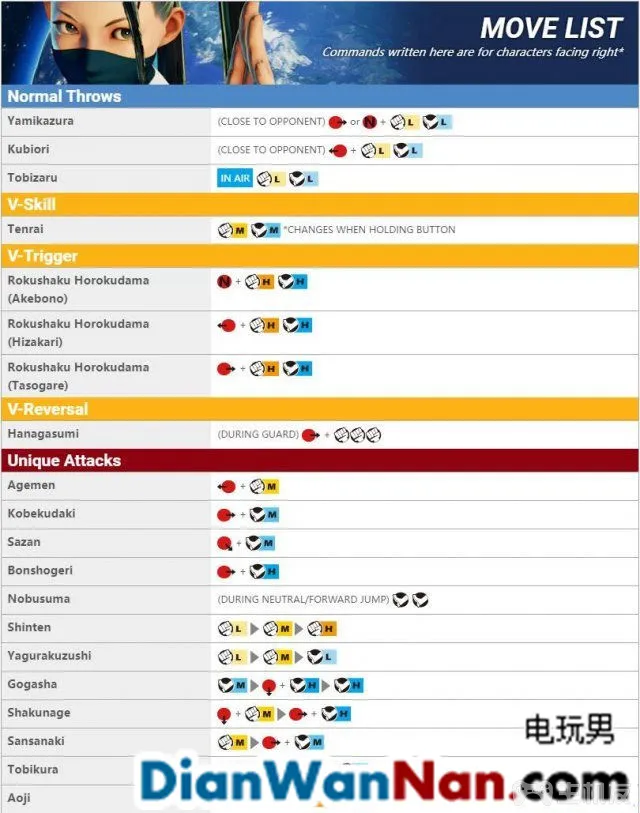 MOVE LIST
Commands written here are for characters facing right*
Normal Throws
Yamikazura (CLOSE TO OPPONENT) or N + L L
Kubiori (CLOSE TO OPPONENT) + L L
Tobizaru IN AIR L L
V-Skill
Tenrai M M *CHANGES WHEN HOLDING BUTTON
V-Trigger
Rokushaku Horokudama N + H H
(Akebono)
Rokushaku Horokudama + H H
(Hizakari)
Rokushaku Horokudama + H H
(Tasogare)
V-Reversal
Hanagasumi (DURING GUARD) +
Unique Attacks
Agemen + M
Kobekudaki + M
Sazan + M
Bonshogeri + H
Nobusuma (DURING NEUTRAL/FORWARD JUMP)
Shinten L M H
Yagurakuzushi L M L
Gogasha M + H H
Shakunage + M + H
Sansanaki M + M
电玩男
Tobikura
DianWanNan.com
Aoji